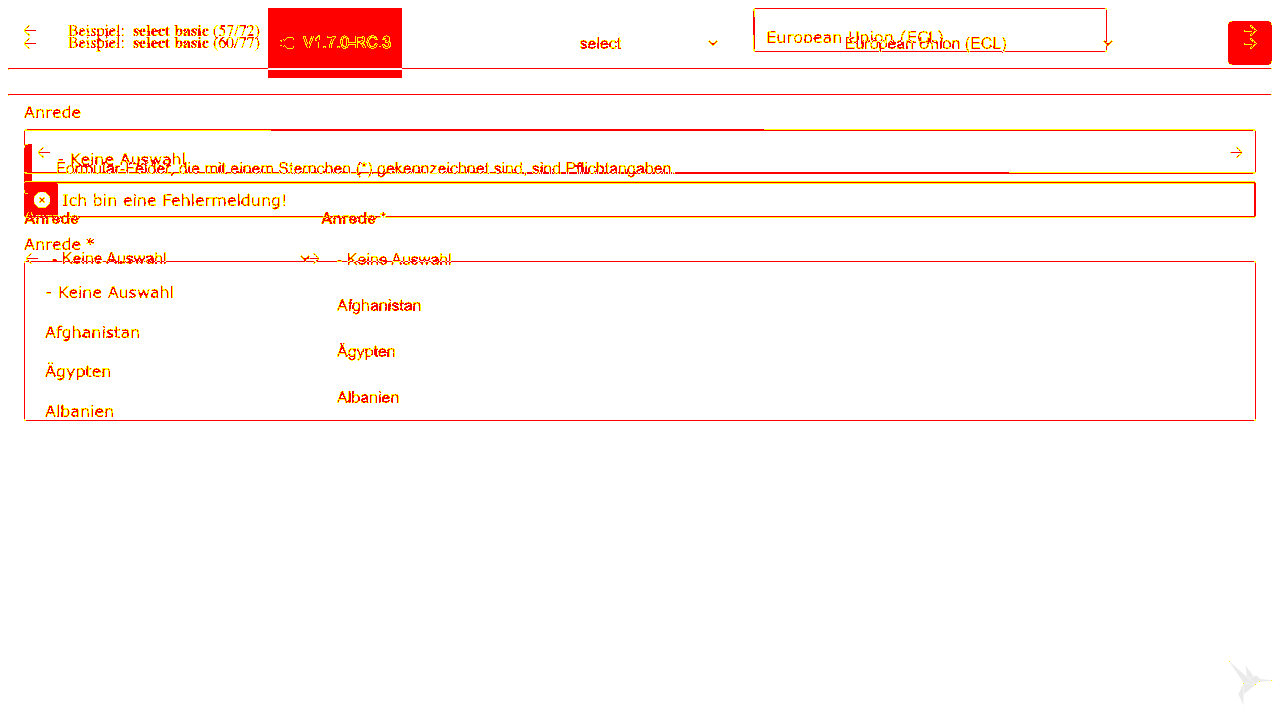 Beispiel: select basic (57/72)
Beispiel: select basic (60/77)
V1.7.0-RC.3
select
European Union (ECL)
European Union (ECL)
Anrede
- Keine Auswahl
Formular-Felder, die mit einem Sternchen (*) gekennzeichnet sind, sind Pflichtangaben.
Ich bin eine Fehlermeldung!
Anrede
Anrede *
Anrede *
- Keine Auswahl
- Keine Auswahl
- Keine Auswahl
Afghanistan
Afghanistan
Ägypten
Ägypten
Albanien
Albanien